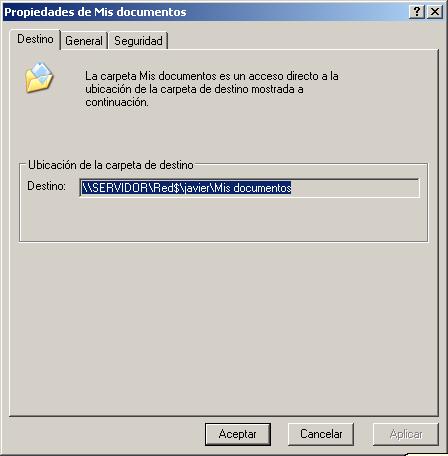 Propiedades de Mis documentos
Destino General Seguridad
La carpeta Mis documentos es un acceso directo a la
ubicación de la carpeta de destino mostrada a
continuación.
Ubicación de la carpeta de destino
Destino: \\SERVIDOR\Red$\javier\Mis documentos
Aceptar Cancelar Aplicar